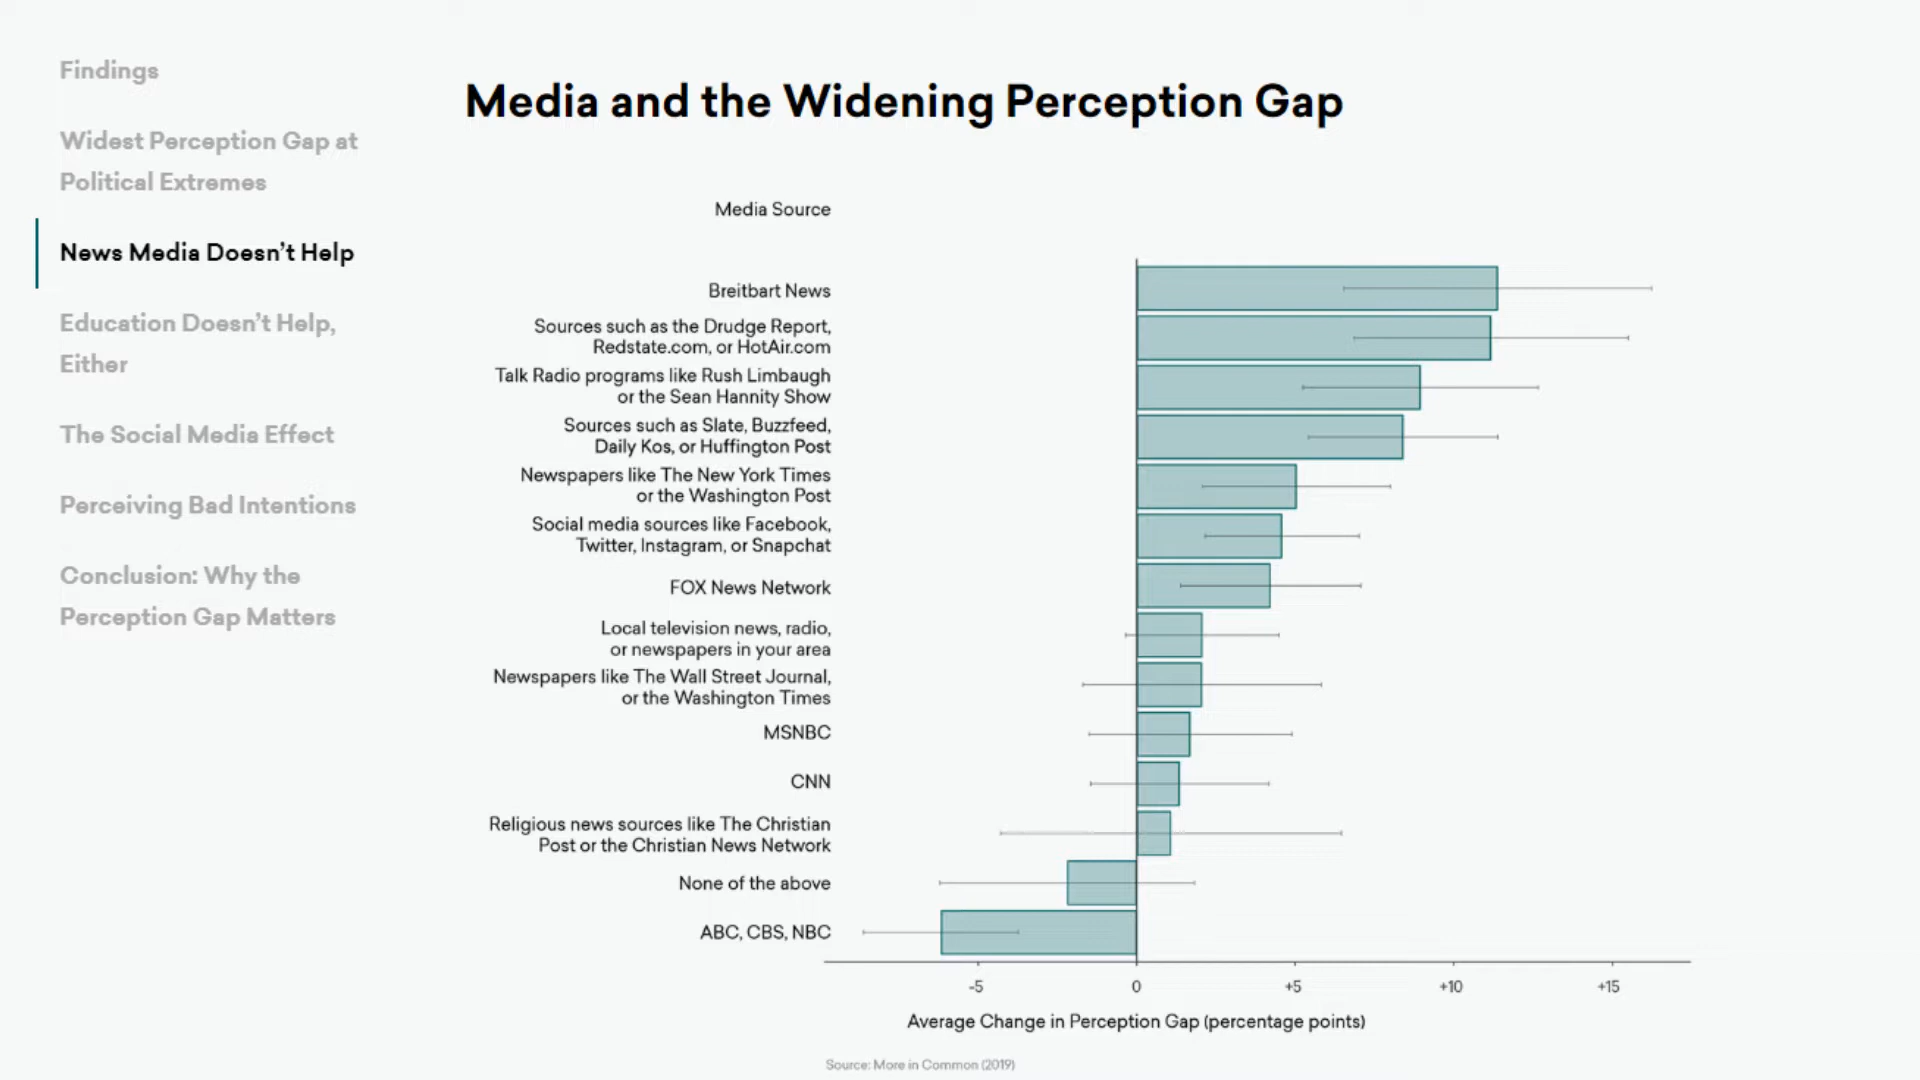 Findings
Widest Perception Gap at
Political Extremes
News Media Doesn’t Help
Education Doesn’t Help,
Either
The Social Media Effect
Perceiving Bad Intentions
Conclusion: Why the
Perception Gap Matters
Media and the Widening Perception Gap
Media Source
Breitbart News
Sources such as the Drudge Report,
Redstate.com, or HotAir.com
Talk Radio programs like Rush Limbaugh
or the Sean Hannity Show
Sources such as Slate, Buzzfeed,
Daily Kos, or Huffington Post
Newspapers like The New York Times
or the Washington Post
Social media sources like Facebook,
Twitter, Instagram, or Snapchat
FOX News Network
Local television news, radio,
or newspapers in your area
Newspapers like The Wall Street Journal,
or the Washington Times
MSNBC
CNN
Religious news sources like The Christian
Post or the Christian News Network
None of the above
ABC, CBS, NBC
-5 0 +5 +10 +15
Average Change in Perception Gap (percentage points)
Source: More in Common (2019)